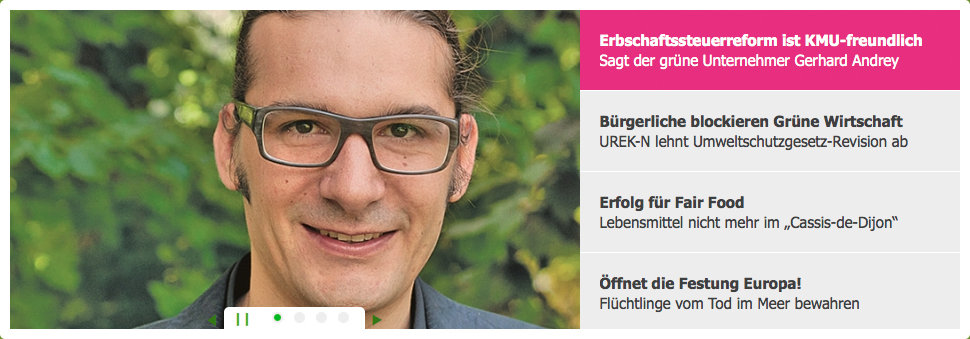 Erbschaftssteuerreform ist KMU-freundlich
Sagt der grüne Unternehmer Gerhard Andrey
Bürgerliche blockieren Grüne Wirtschaft
UREK-N lehnt Umweltschutzgesetz-Revision ab
Erfolg für Fair Food
Lebensmittel nicht mehr im „Cassis-de-Dijon“
Öffnet die Festung Europa!
Flüchtlinge vom Tod im Meer bewahren